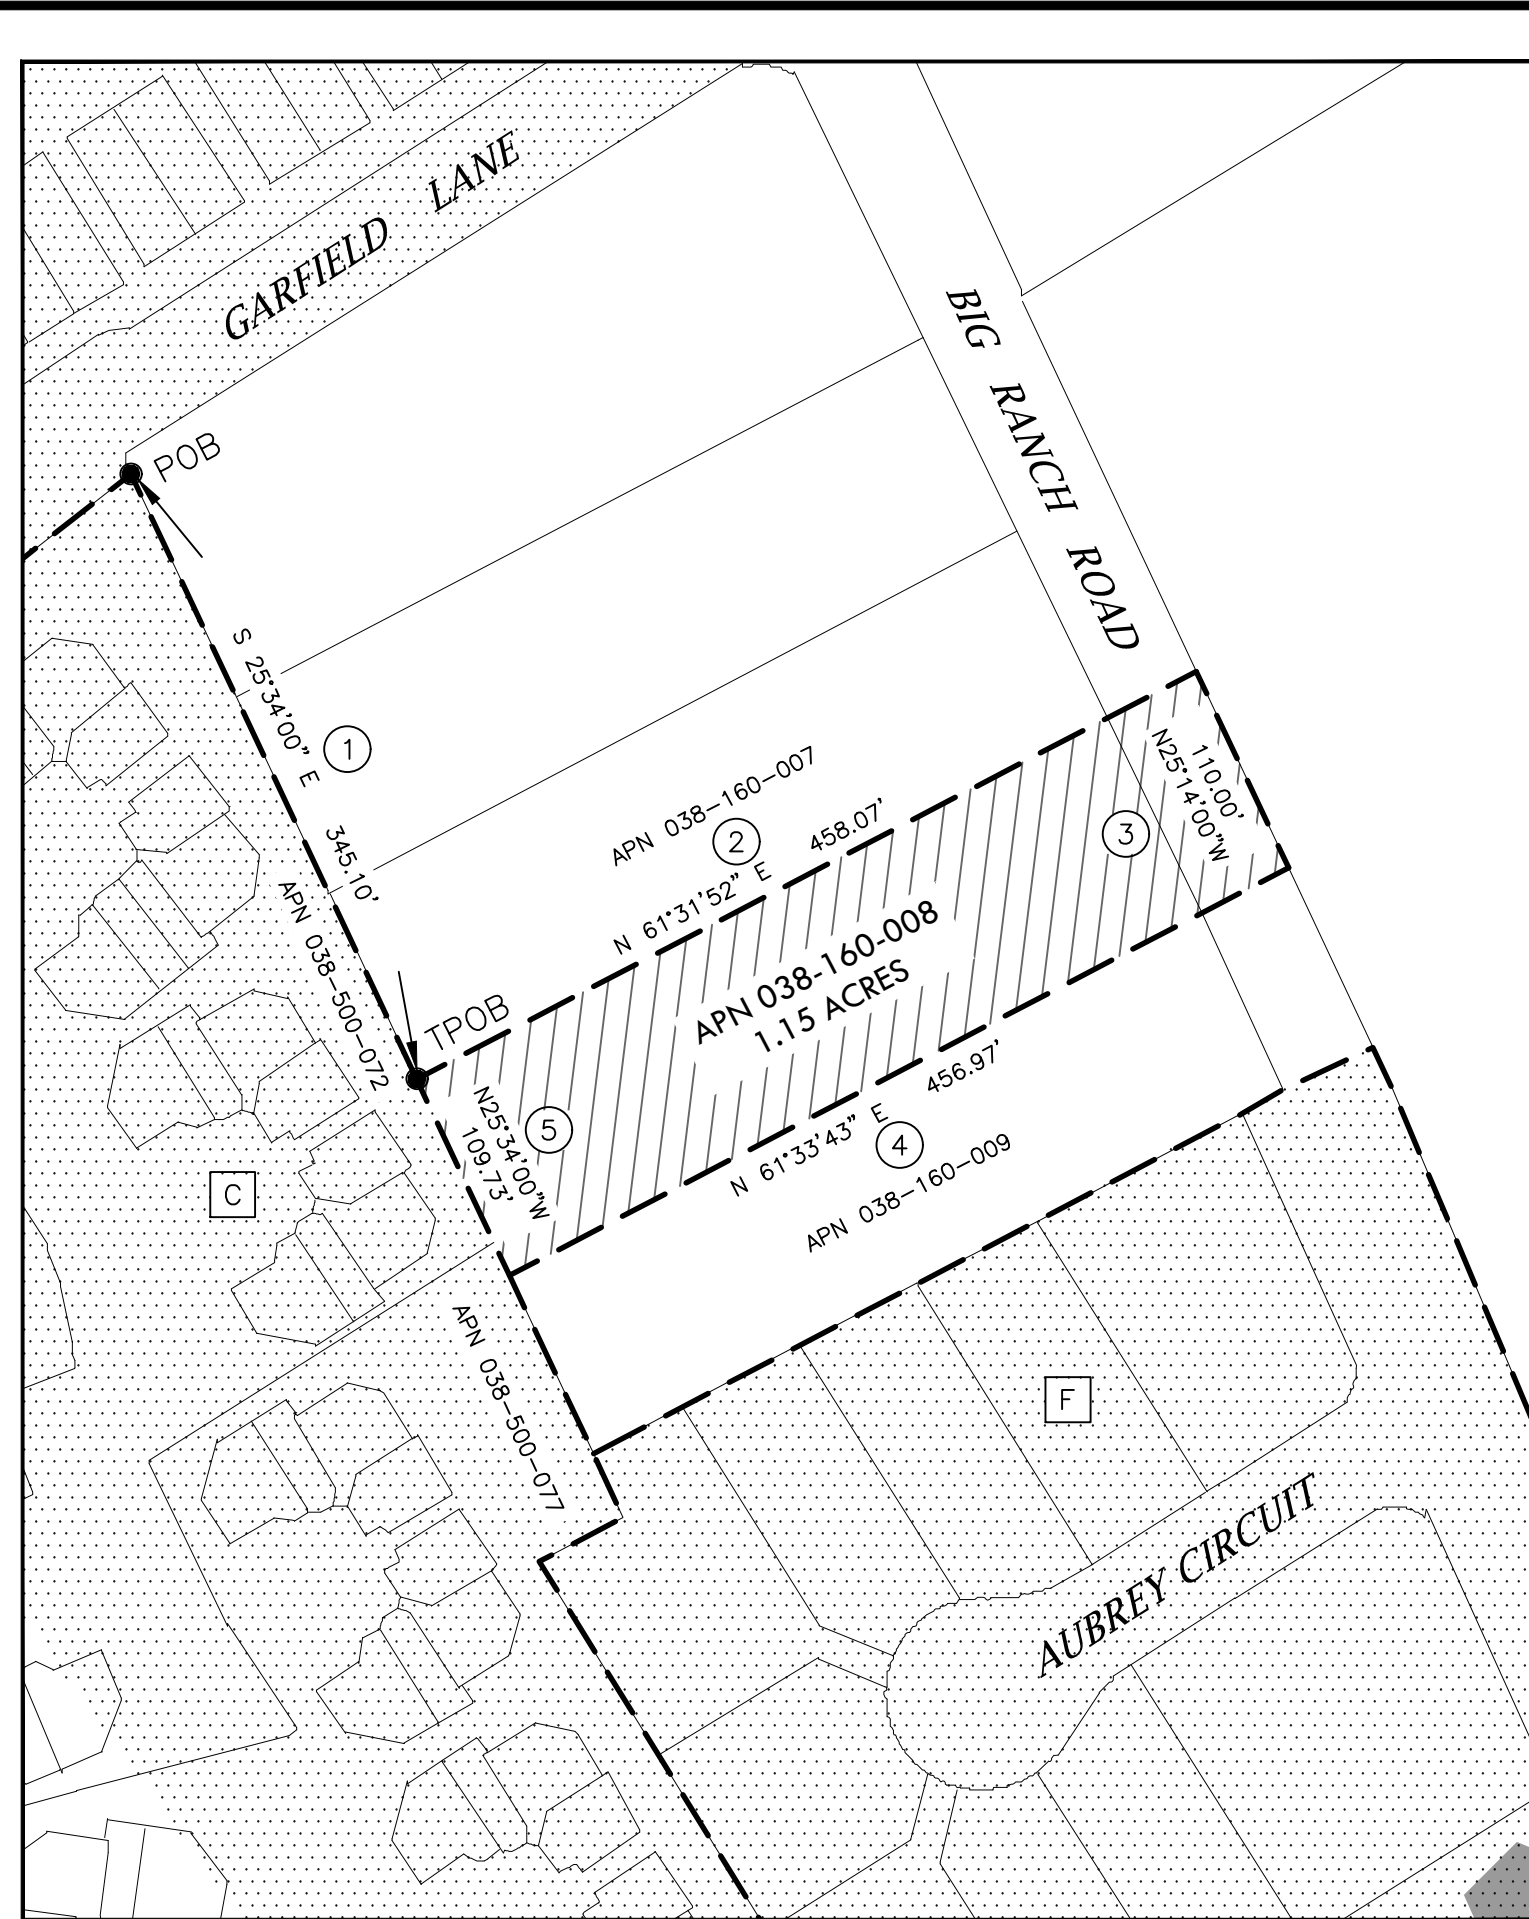 GARFIELD LANE
BIG RANCH ROAD
POB
S 25°34'00" E 345.10'
1
APN 038-160-007
2
N 61°31'52" E 458.07'
3
N25°14'00"W
110.00'
APN 038-160-008
1.15 ACRES
TPOB
APN 038-500-072
N25°34'00"W
109.73'
5
N 61°33'43" E 456.97'
4
APN 038-160-009
C
APN 038-500-077
F
AUBREY CIRCUIT